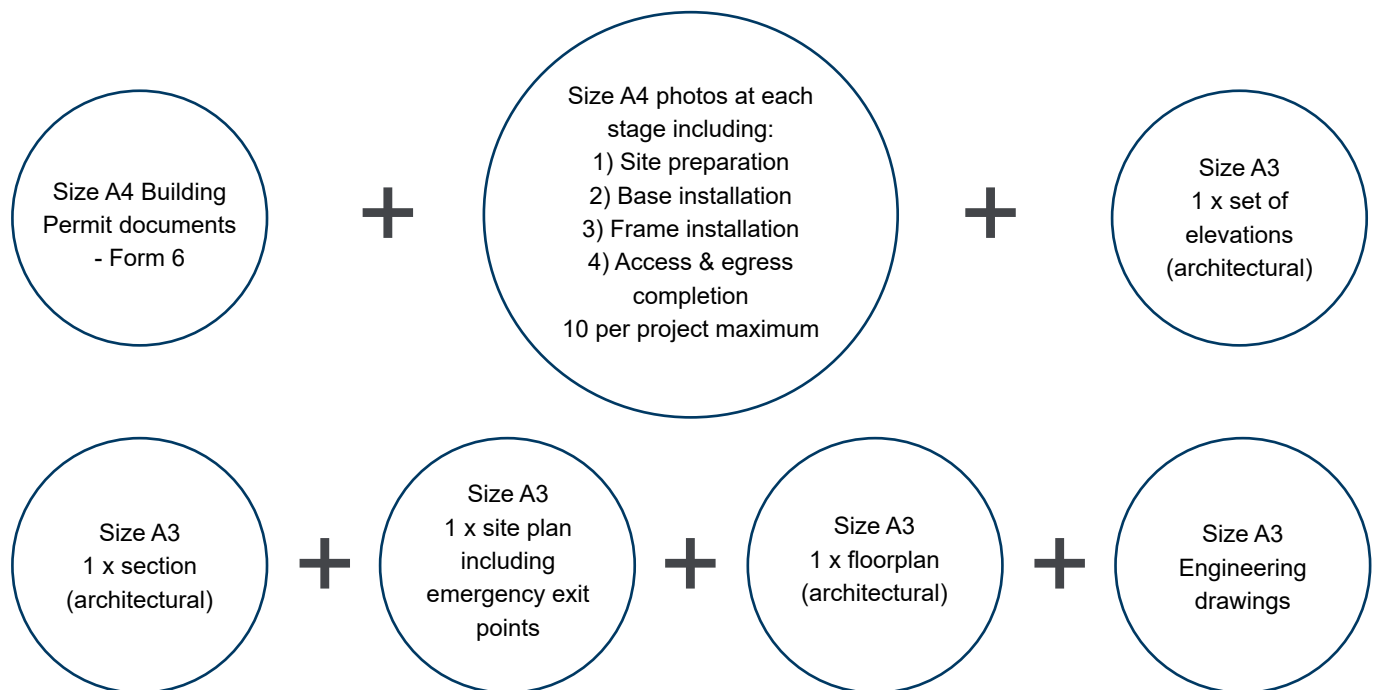 Size A4 Building
Permit documents
- Form 6
+
Size A4 photos at each
stage including:
1) Site preparation
2) Base installation
3) Frame installation
4) Access & egress
completion
10 per project maximum
+
Size A3
1 x set of
elevations
(architectural)
Size A3
1 x section
(architectural)
+
Size A3
1 x site plan
including
emergency exit
points
+
Size A3
1 x floorplan
(architectural)
+
Size A3
Engineering
drawings